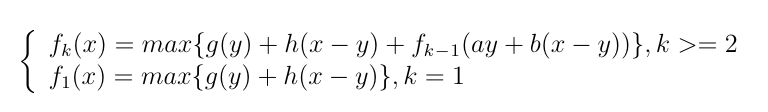 f_k(x) = max{g(y) + h(x − y) + f_{k−1}(ay + b(x − y))}, k >= 2
f_1(x) = max{g(y) + h(x − y)}, k = 1